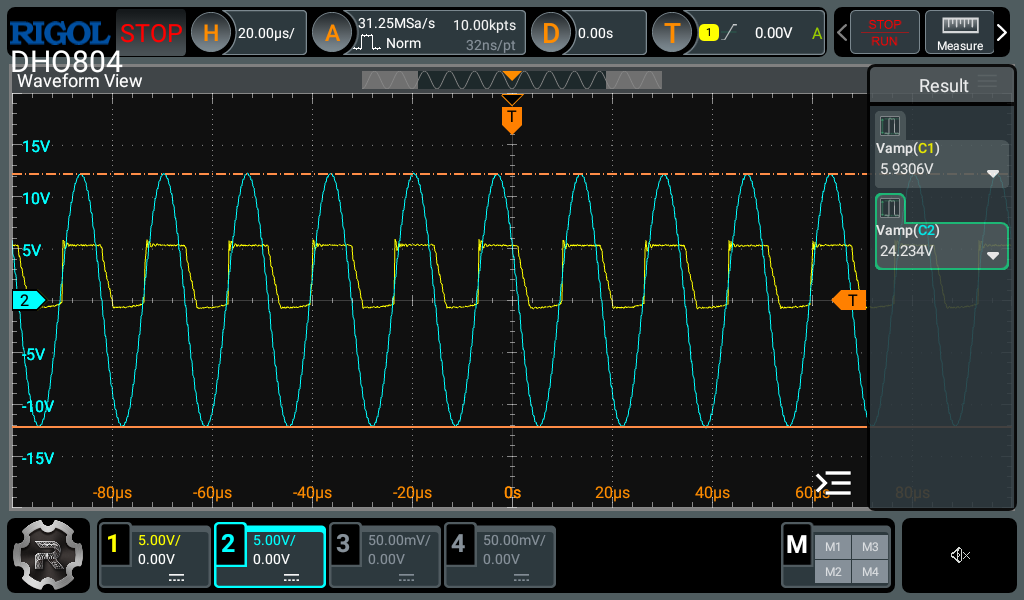 RIGOL STOP H 20.00µs/ A 31.25MSa/s 10.00kpts D 0.00s T 1 0.00V A STOP
Norm 32ns/pt RUN Measure
DHO804
Waveform View
Result
T
15V
Vamp(C1)
5.9306V
10V
Vamp(C2)
5V
24.234V
2 T
-5V
-10V
-15V
-80µs -60µs -40µs -20µs 0s 20µs 40µs 60µs 80µs
1 5.00V/ 2 5.00V/ 3 50.00mV/ 4 50.00mV/ M M1 M3
0.00V 0.00V 0.00V 0.00V M2 M4
R